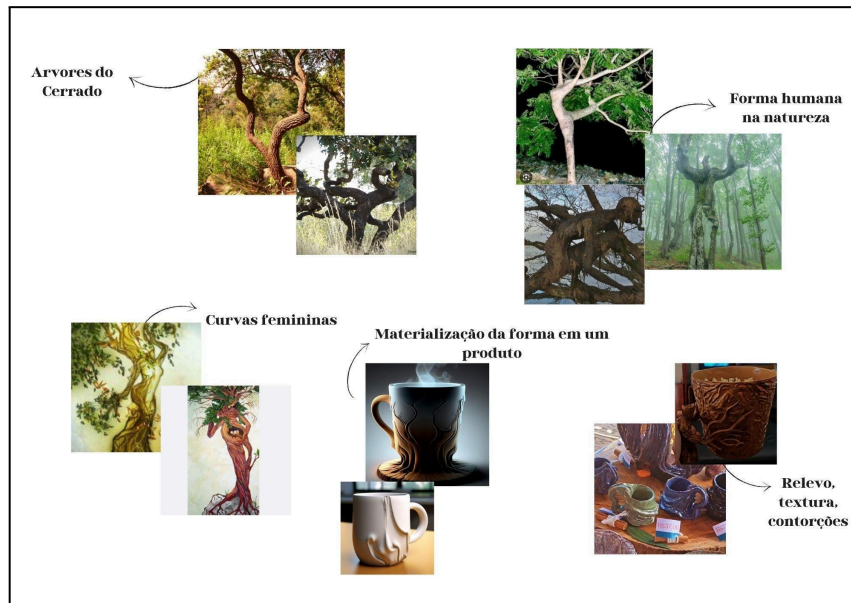 Arvores do
Cerrado
Forma humana
na natureza
Curvas femininas
Materialização da forma em um
produto
Relevo,
textura,
contorções